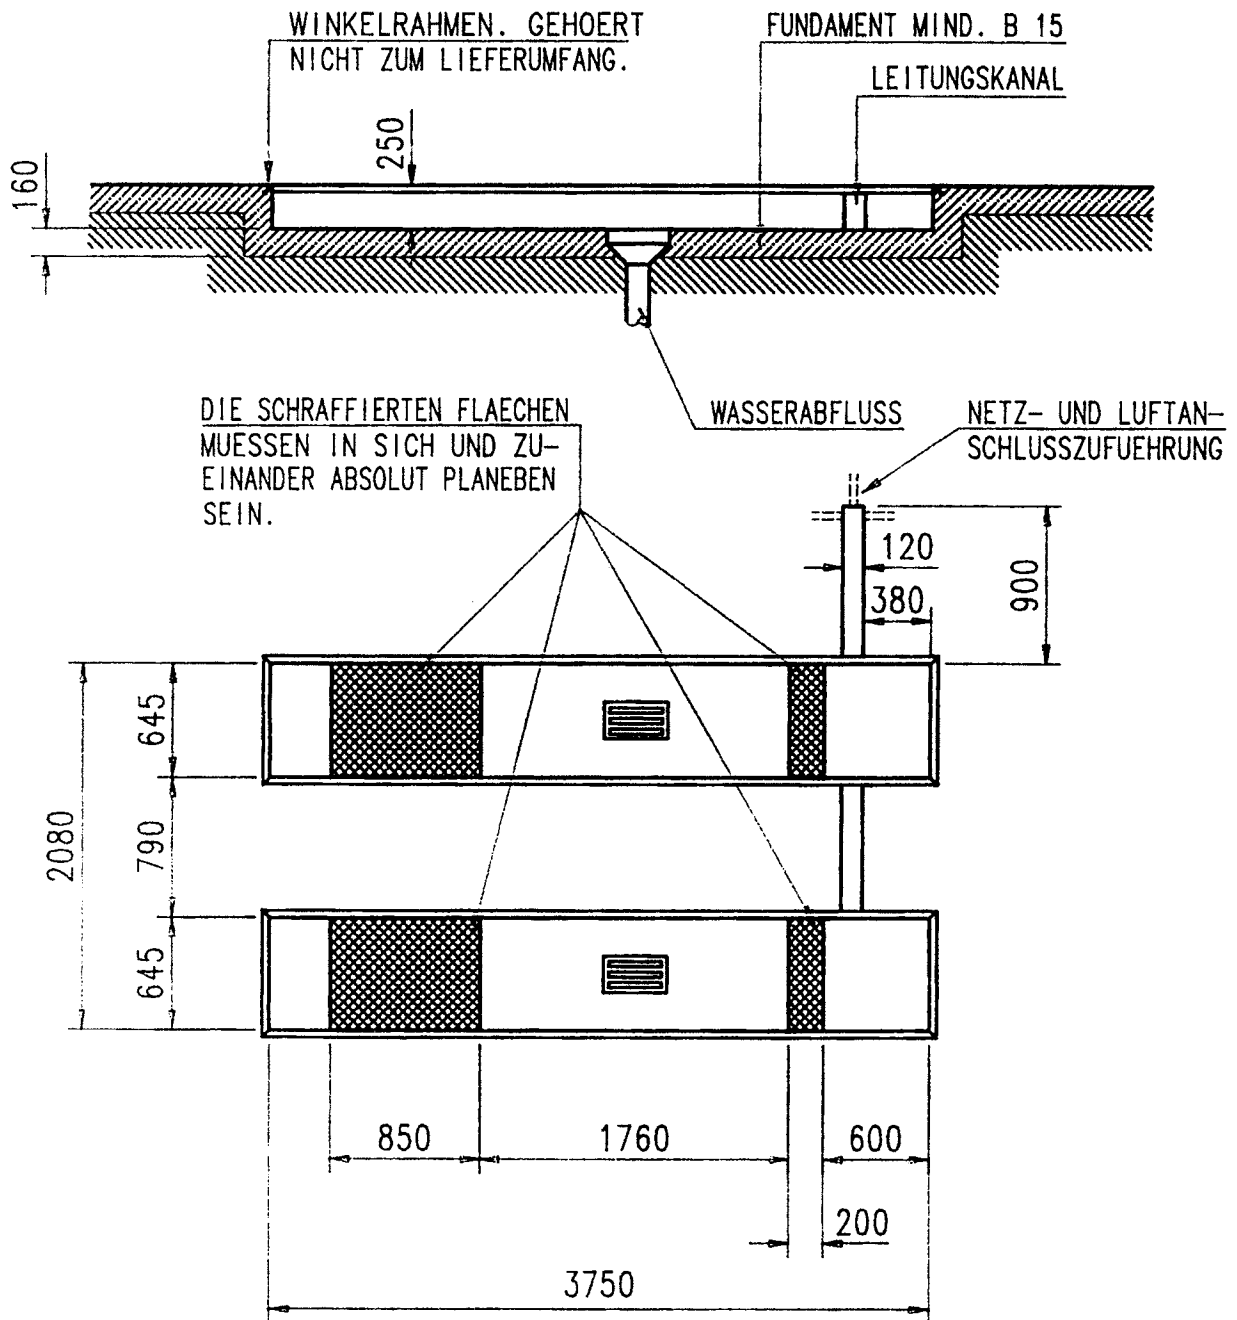 WINKELRAHMEN. GEHOERT
NICHT ZUM LIEFERUMFANG.
FUNDAMENT MIND. B 15
LEITUNGSKANAL
250
160
WASSERABFLUSS
NETZ- UND LUFTAN-
SCHLUSSZUFUEHRUNG
DIE SCHRAFFIERTEN FLAECHEN
MUESSEN IN SICH UND ZU-
EINANDER ABSOLUT PLANEBEN
SEIN.
120
380
900
645
790
645
2080
850
1760
600
200
3750